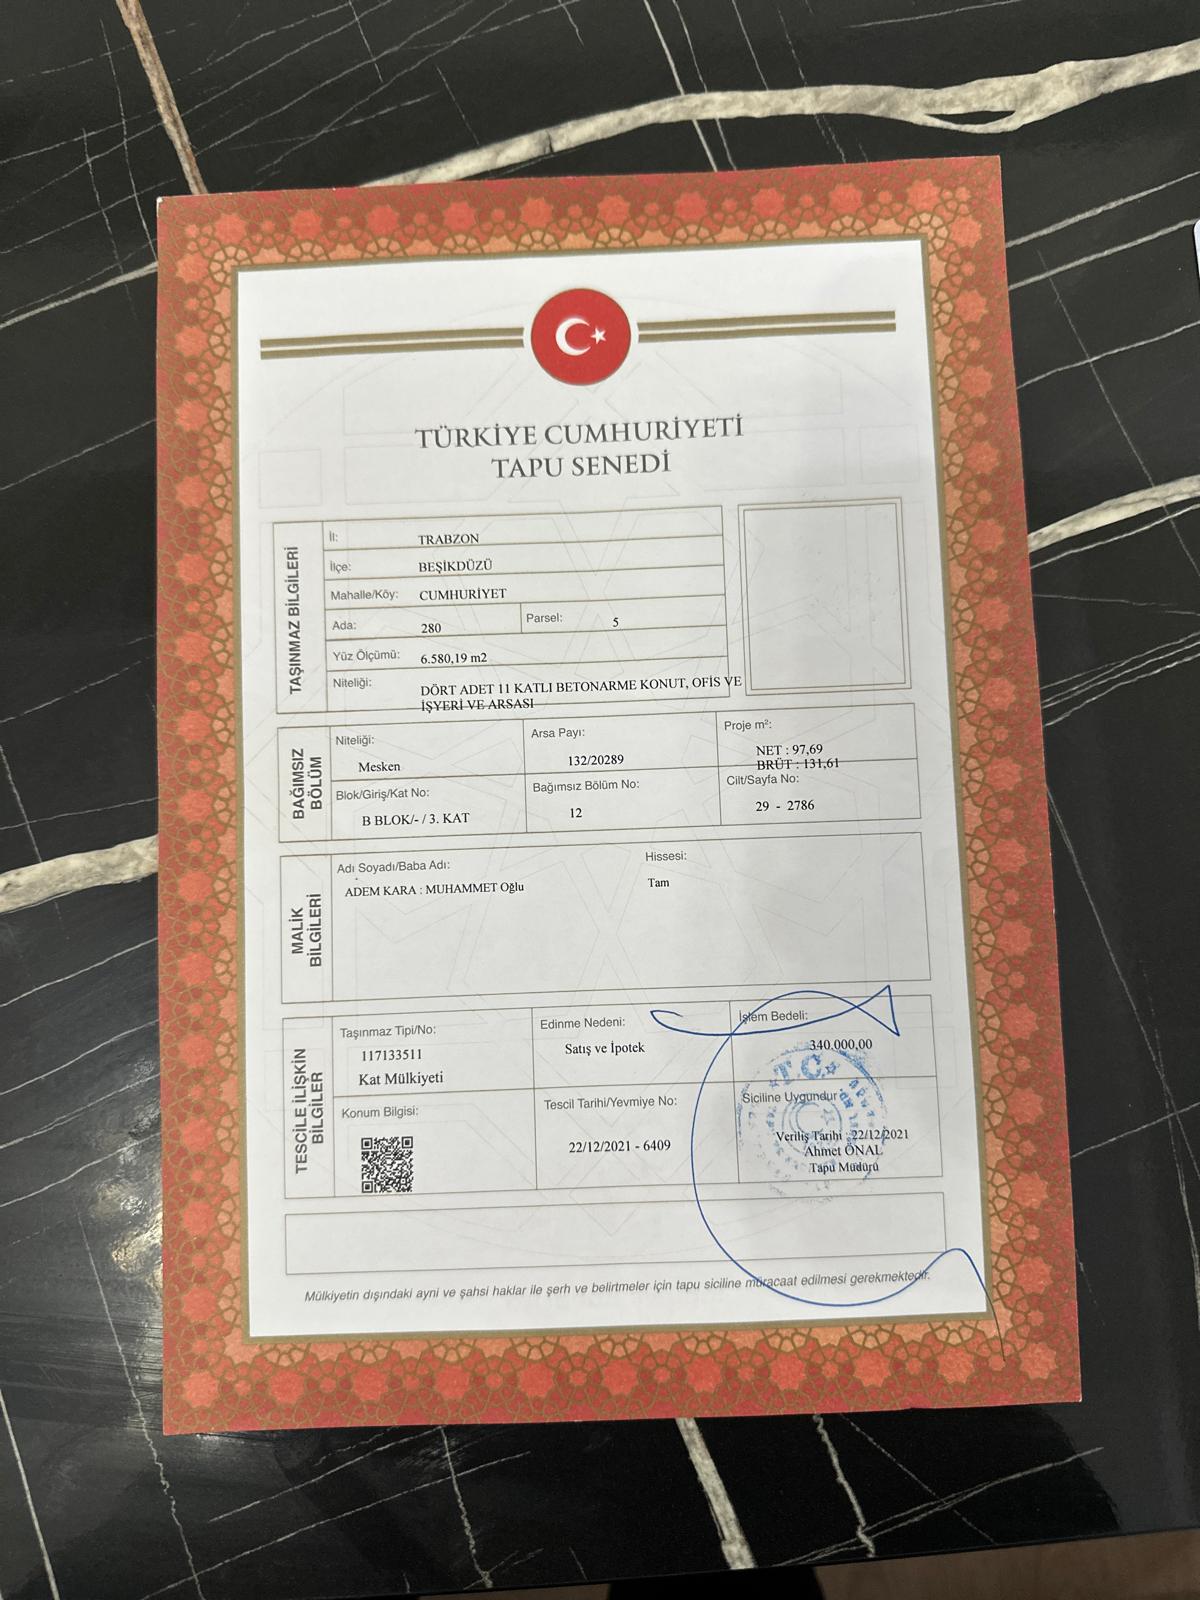 TÜRKİYE CUMHURİYETİ
TAPU SENEDİ
TAŞINMAZ BİLGİLERİ
İl: TRABZON
İlçe: BEŞİKDÜZÜ
Mahalle/Köy: CUMHURİYET
Ada: 280 Parsel: 5
Yüz Ölçümü: 6.580,19 m2
Niteliği: DÖRT ADET 11 KATLI BETONARME KONUT, OFİS VE
İŞYERİ VE ARSASI
BAĞIMSIZ
BÖLÜM
Niteliği: Arsa Payı: Proje m²:
Mesken 132/20289 NET : 97,69
BRÜT : 131,61
Blok/Giriş/Kat No: Bağımsız Bölüm No: Cilt/Sayfa No:
B BLOK/- / 3. KAT 12 29 - 2786
MALİK
BİLGİLERİ
Adı Soyadı/Baba Adı: Hissesi:
ADEM KARA : MUHAMMET Oğlu Tam
TESCİLE İLİŞKİN
BİLGİLER
Taşınmaz Tipi/No: Edinme Nedeni: İşlem Bedeli:
117133511 Satış ve İpotek 340.000,00
Kat Mülkiyeti
Konum Bilgisi: Tescil Tarihi/Yevmiye No: Siciline Uygundur
22/12/2021 - 6409 Veriliş Tarihi : 22/12/2021
Ahmet ÖNAL
Tapu Müdürü
T.C.
Mülkiyetin dışındaki ayni ve şahsi haklar ile şerh ve belirtmeler için tapu siciline müracaat edilmesi gerekmektedir.